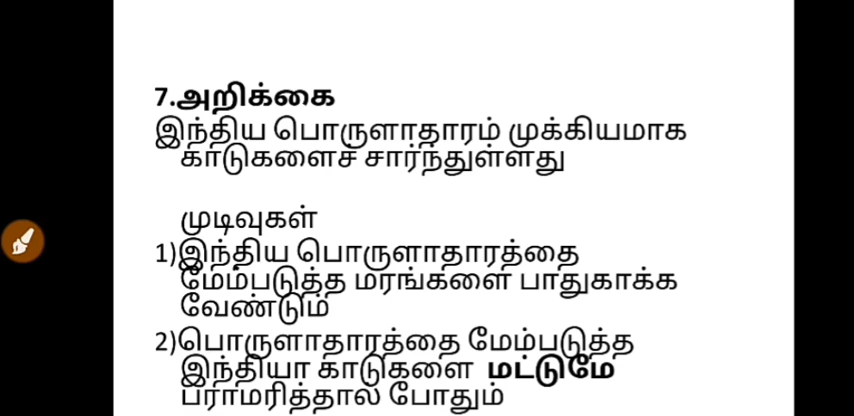 7.அறிக்கை
இந்திய பொருளாதாரம் முக்கியமாக
காடுகளைச் சார்ந்துள்ளது
முடிவுகள்
1)இந்திய பொருளாதாரத்தை
மேம்படுத்த மரங்களை பாதுகாக்க
வேண்டும்
2)பொருளாதாரத்தை மேம்படுத்த
இந்தியா காடுகளை மட்டுமே
பராமரித்தால் போதும்